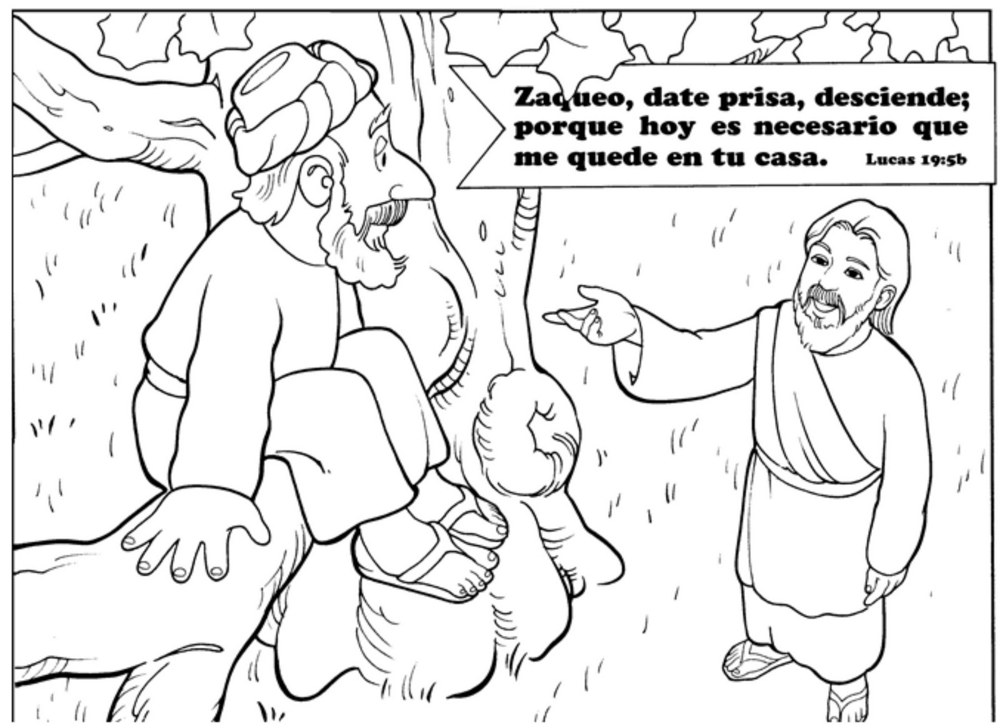 Zaqueo, date prisa, desciende;
porque hoy es necesario que
me quede en tu casa. Lucas 19:5b